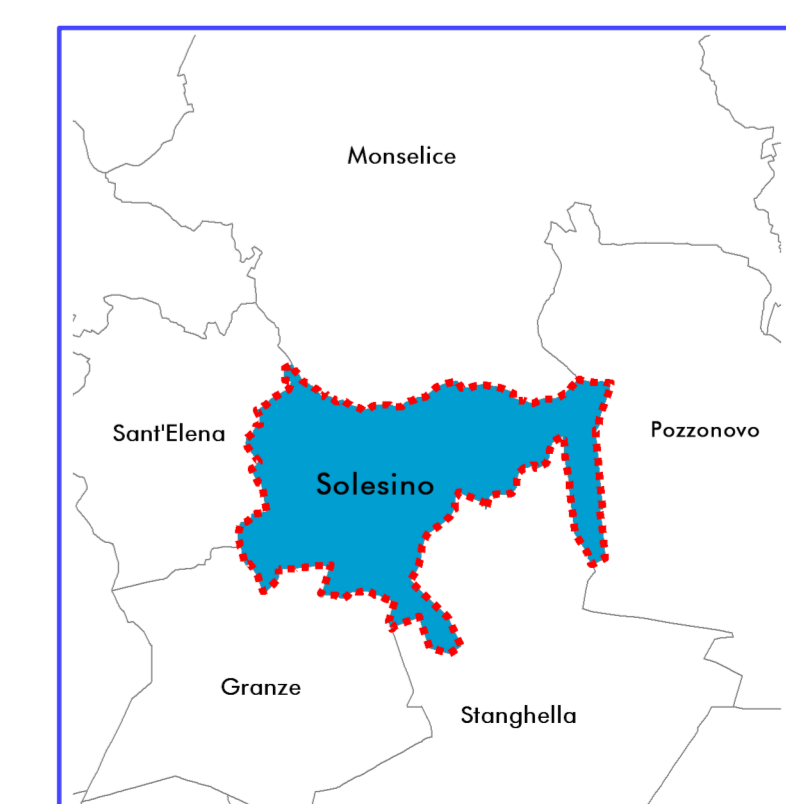 Monselice
Sant'Elena
Pozzonovo
Solesino
Granze
Stanghella